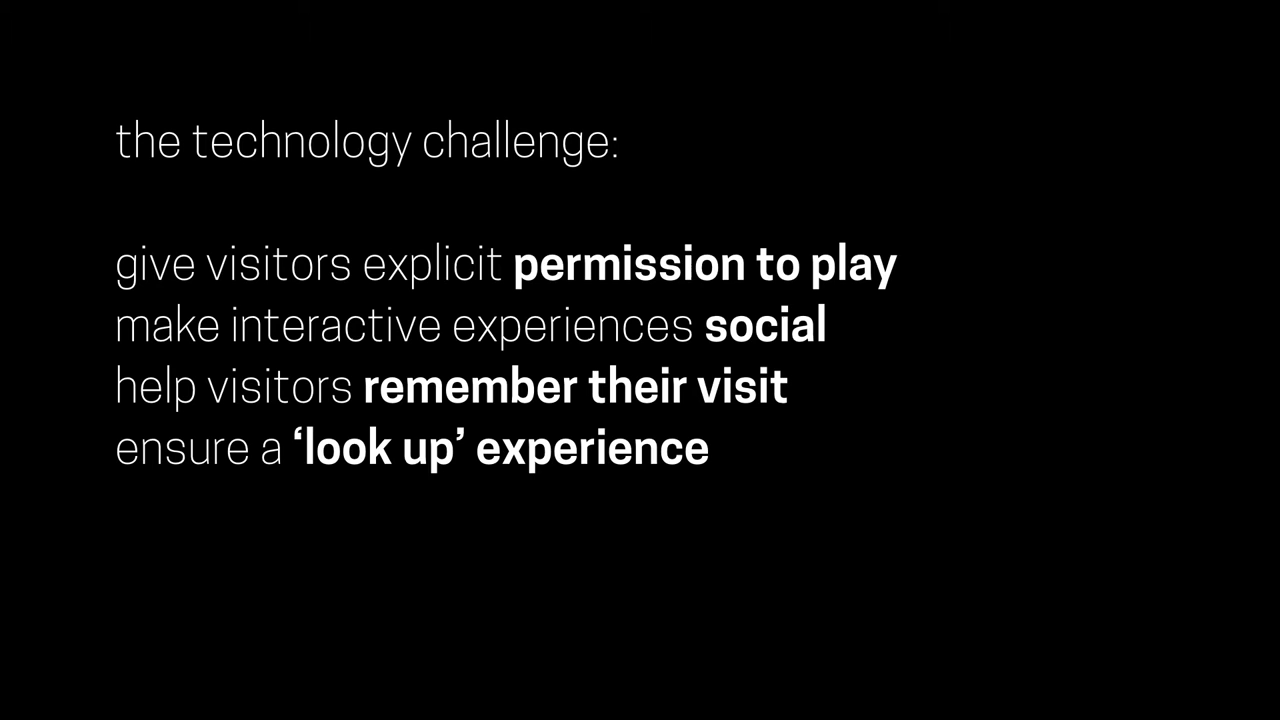 the technology challenge:
give visitors explicit permission to play
make interactive experiences social
help visitors remember their visit
ensure a ‘look up’ experience